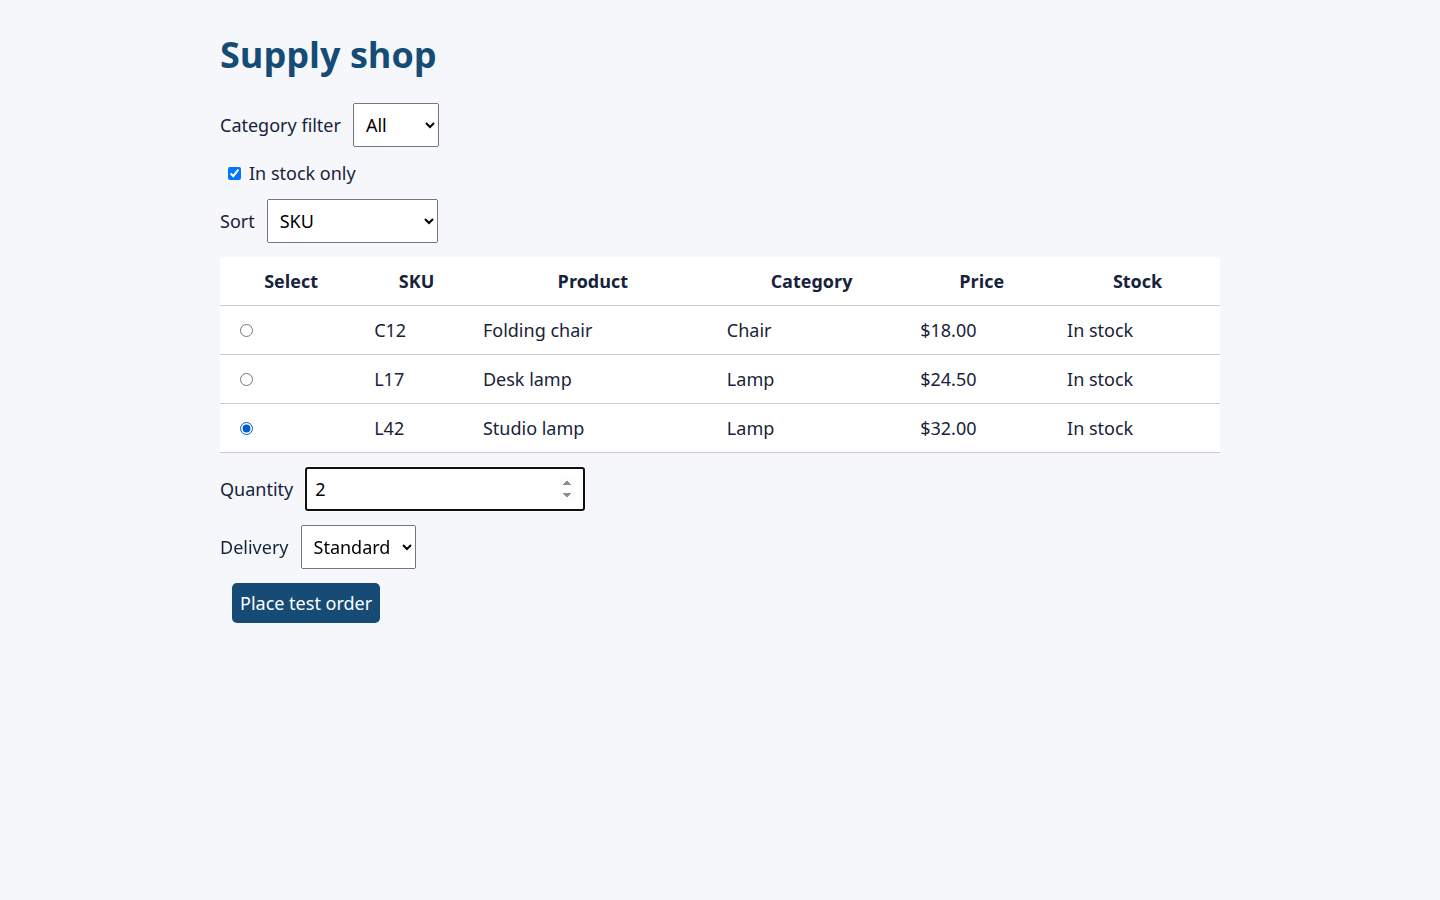 Supply shop
Category filter All
In stock only
Sort SKU
Select SKU Product Category Price Stock
C12 Folding chair Chair $18.00 In stock
L17 Desk lamp Lamp $24.50 In stock
L42 Studio lamp Lamp $32.00 In stock
Quantity 2
Delivery Standard
Place test order